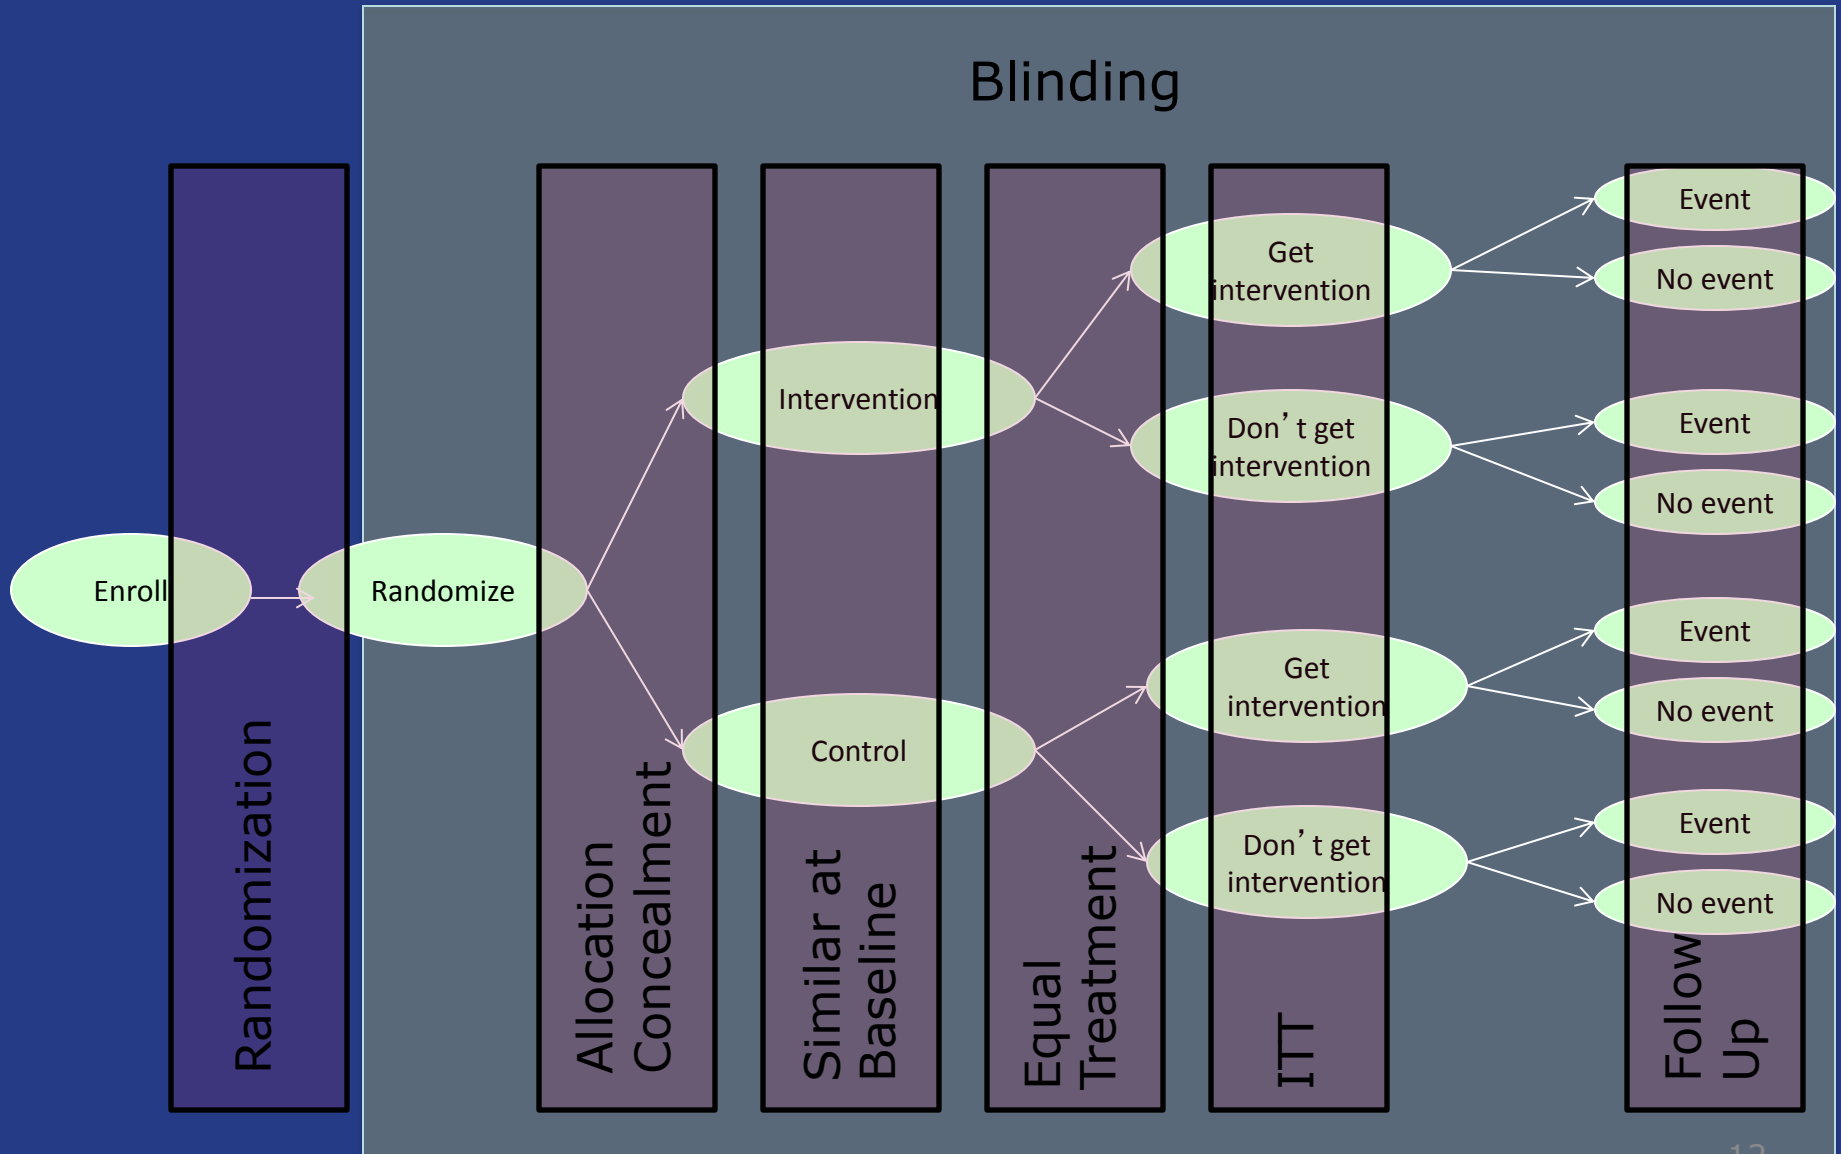 Blinding
Enroll
Randomize
Intervention
Control
Get
intervention
Don’t get
intervention
Get
intervention
Don’t get
intervention
Event
No event
Event
No event
Event
No event
Event
No event
Randomization
Allocation
Concealment
Similar at
Baseline
Equal
Treatment
ITT
Follow
Up